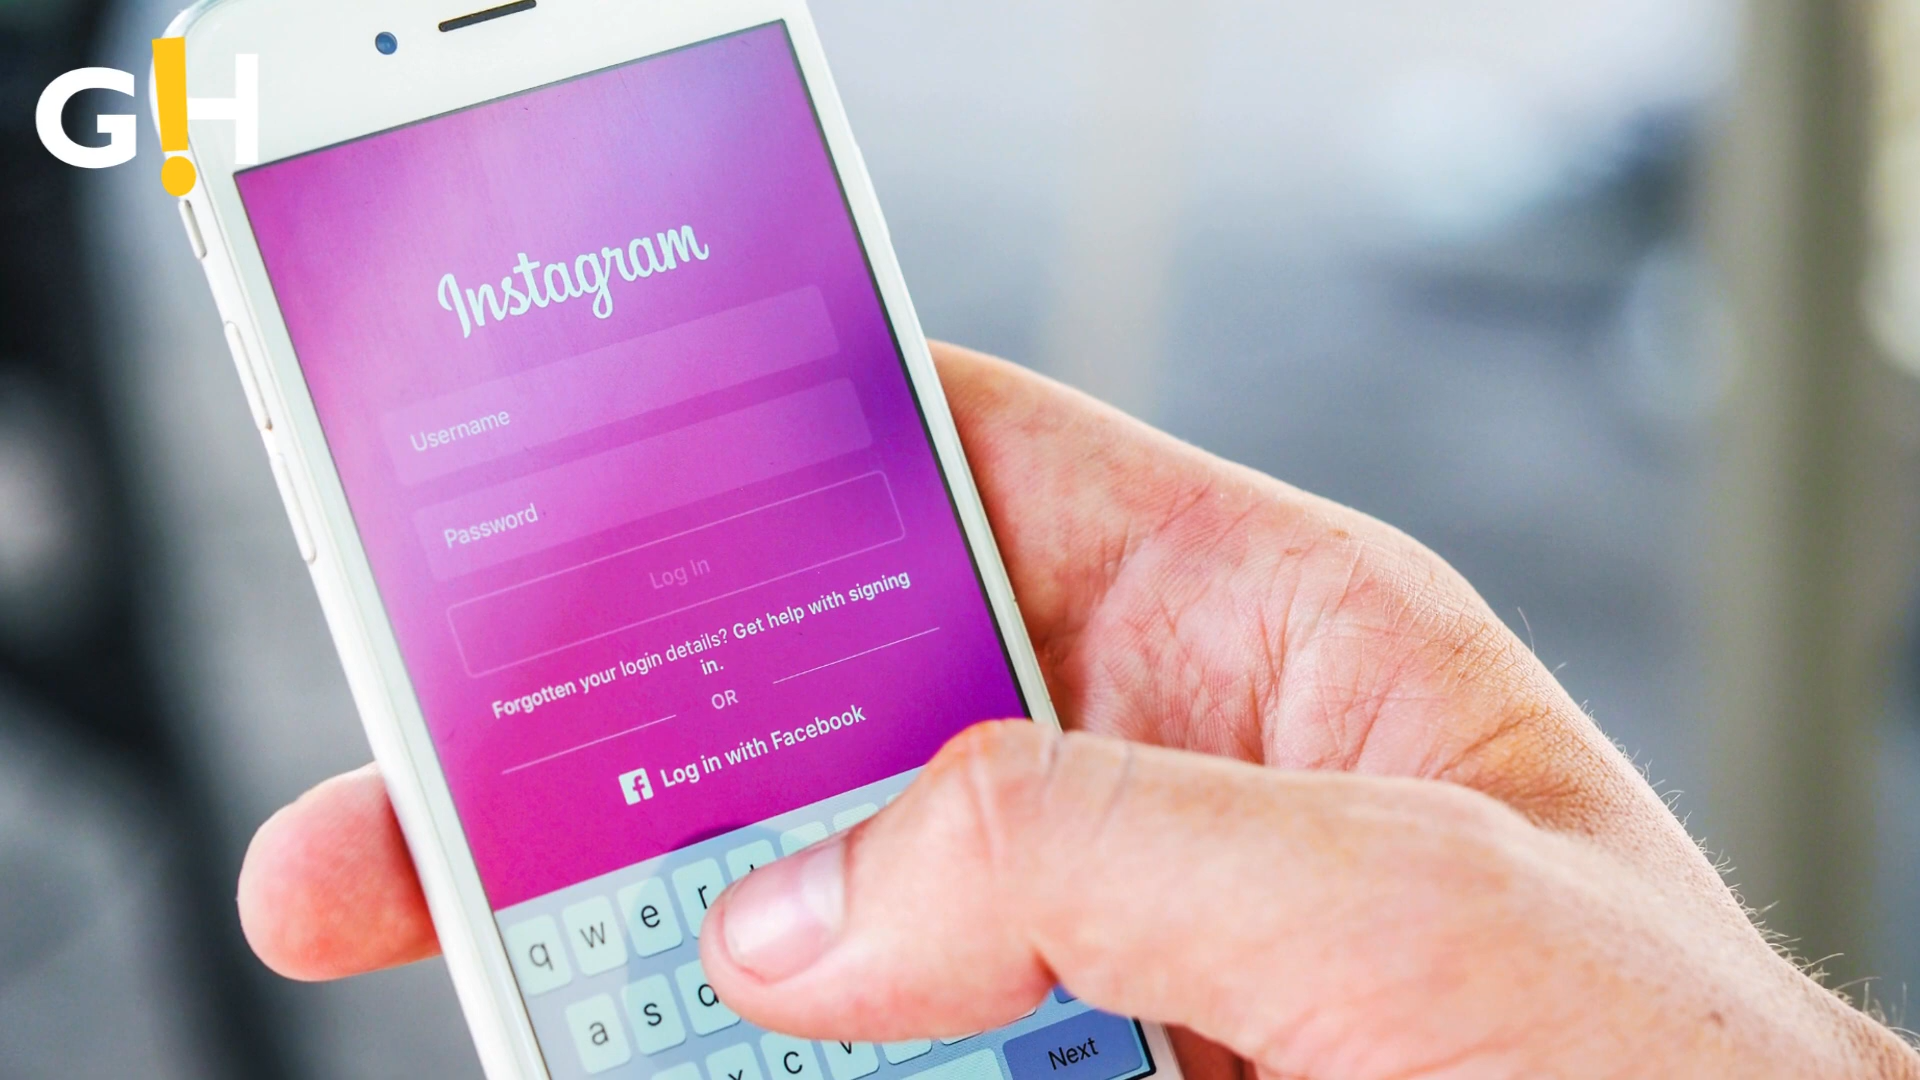 G!H
Instagram
Username
Password
Log In
Forgotten your login details? Get help with signing
in.
OR
Log in with Facebook
q w e r
a s d
x c v
Next